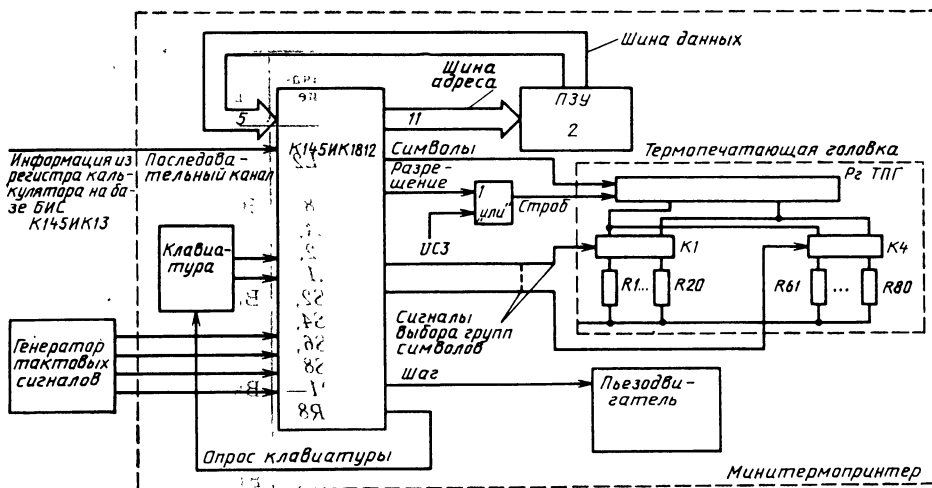 Шина данных
Шина
адреса
ПЗУ
2
5
11
К145ИК1812
Символы
Термопечатающая головка
Информация из
регистра каль-
кулятора на ба-
зе БИС
К145ИК13
Последова-
тельный канал
Разре-
щение
1
"или"
Строб
Рг ТПГ
UC3
Клавиа-
тура
К1
К4
R1...
R20
R61
...
R80
Сигналы
выбора групп
символов
Генератор
тактовых
сигналов
Шаг
Пьезодви-
гатель
Опрос клавиатуры
Минитермопринтер